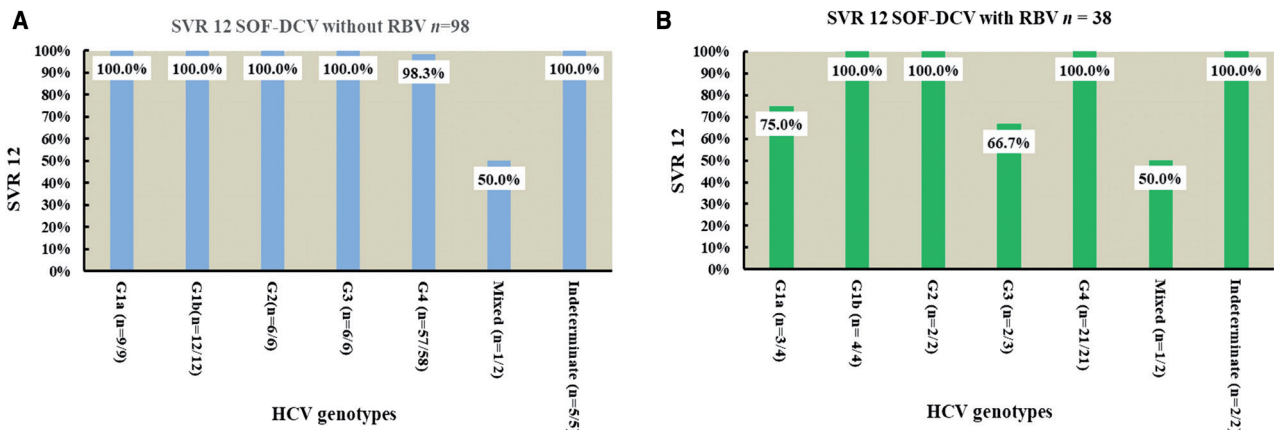 A
SVR 12 SOF-DCV without RBV n=98
100%
90%
80%
70%
60%
50%
40%
30%
20%
10%
0%
SVR 12
100.0%
100.0%
100.0%
100.0%
98.3%
50.0%
100.0%
G1a (n=9/9)
G1b(n=12/12)
G2(n=6/6)
G3 (n=6/6)
G4 (n=57/58)
Mixed (n=1/2)
Indeterminate (n=5/5
HCV genotypes
B
SVR 12 SOF-DCV with RBV n = 38
100%
90%
80%
70%
60%
50%
40%
30%
20%
10%
0%
SVR 12
75.0%
100.0%
100.0%
66.7%
100.0%
50.0%
100.0%
G1a (n=3/4)
G1b (n= 4/4)
G2 (n=2/2)
G3 (n=2/3)
G4 (n=21/21)
Mixed (n=1/2)
Indeterminate (n=2/2
HCV genotypes